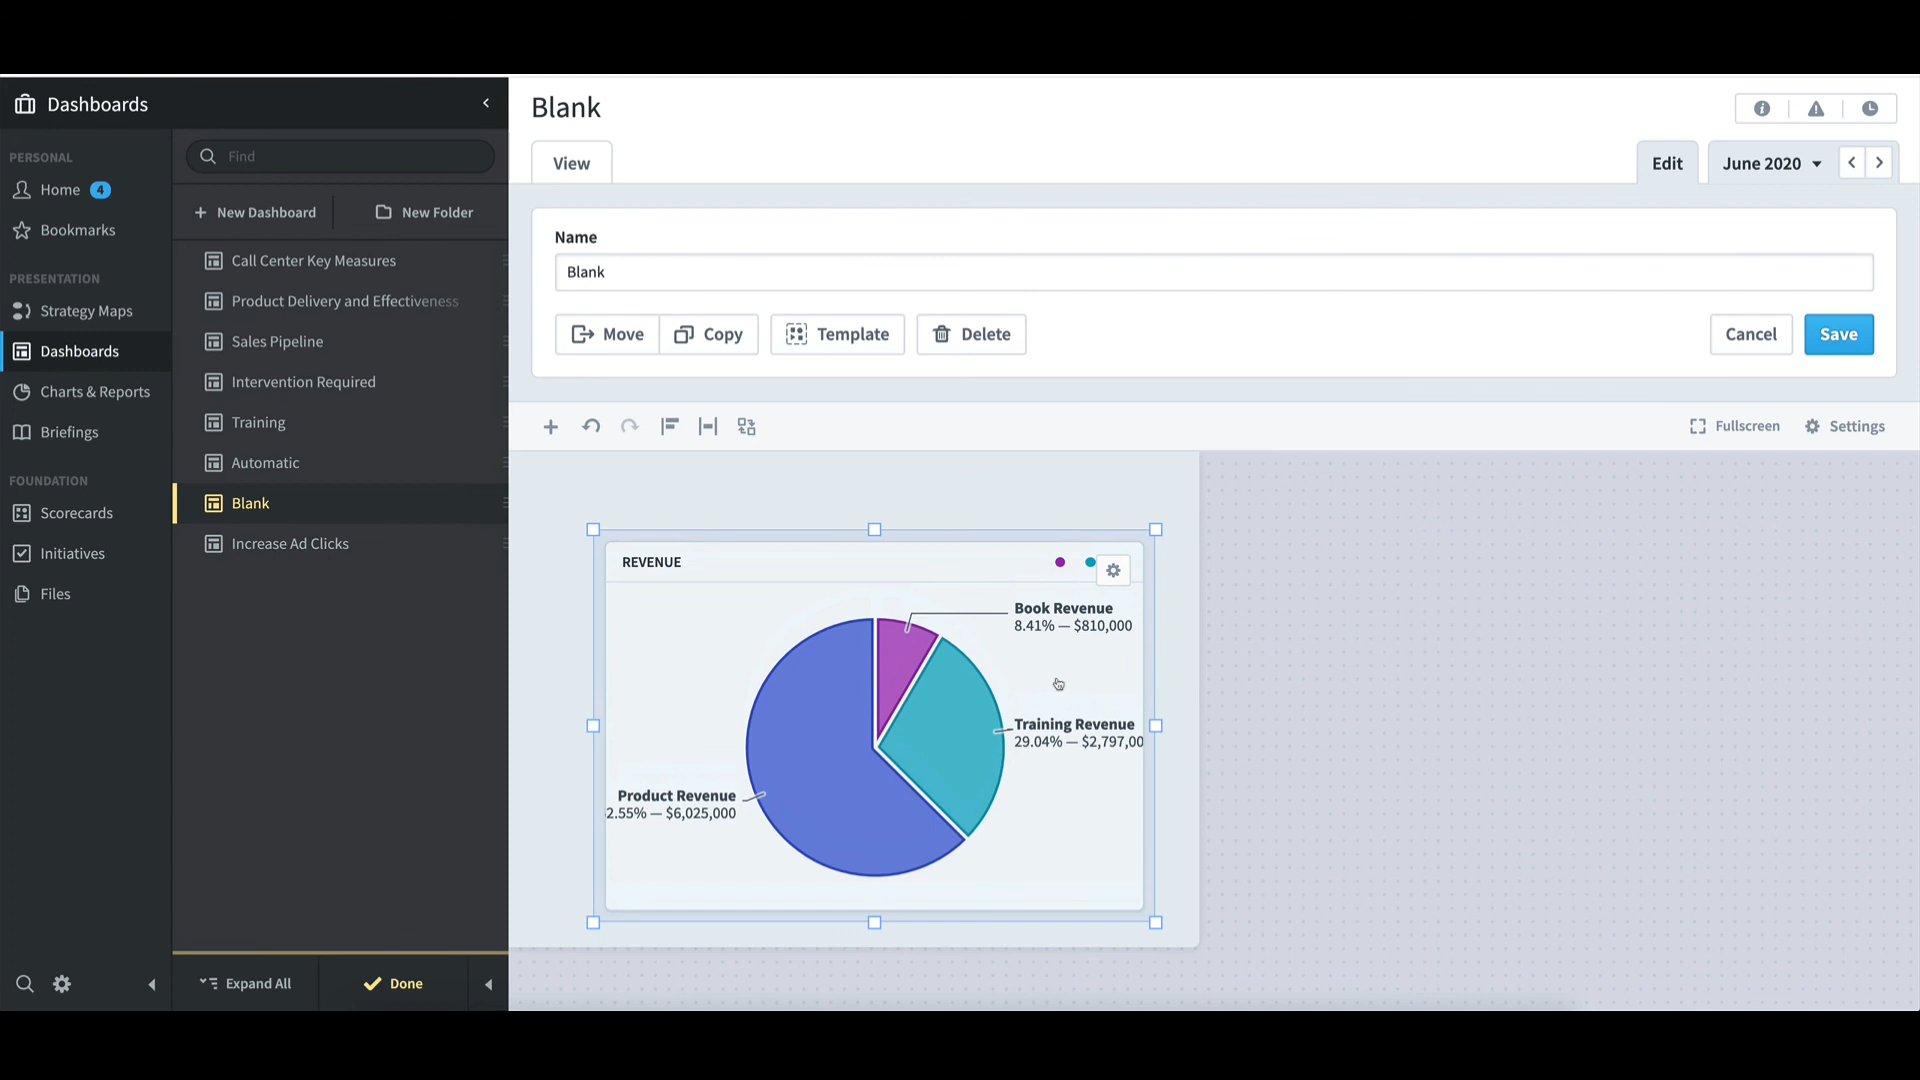 Dashboards
PERSONAL
Home 4
Bookmarks
PRESENTATION
Strategy Maps
Dashboards
Charts & Reports
Briefings
FOUNDATION
Scorecards
Initiatives
Files
Find
New Dashboard
New Folder
Call Center Key Measures
Product Delivery and Effectiveness
Sales Pipeline
Intervention Required
Training
Automatic
Blank
Increase Ad Clicks
Expand All
Done
Blank
View
Edit
June 2020
Name
Blank
Move
Copy
Template
Delete
Cancel
Save
Fullscreen
Settings
REVENUE
Book Revenue
8.41% — $810,000
Training Revenue
29.04% — $2,797,00
Product Revenue
2.55% — $6,025,000